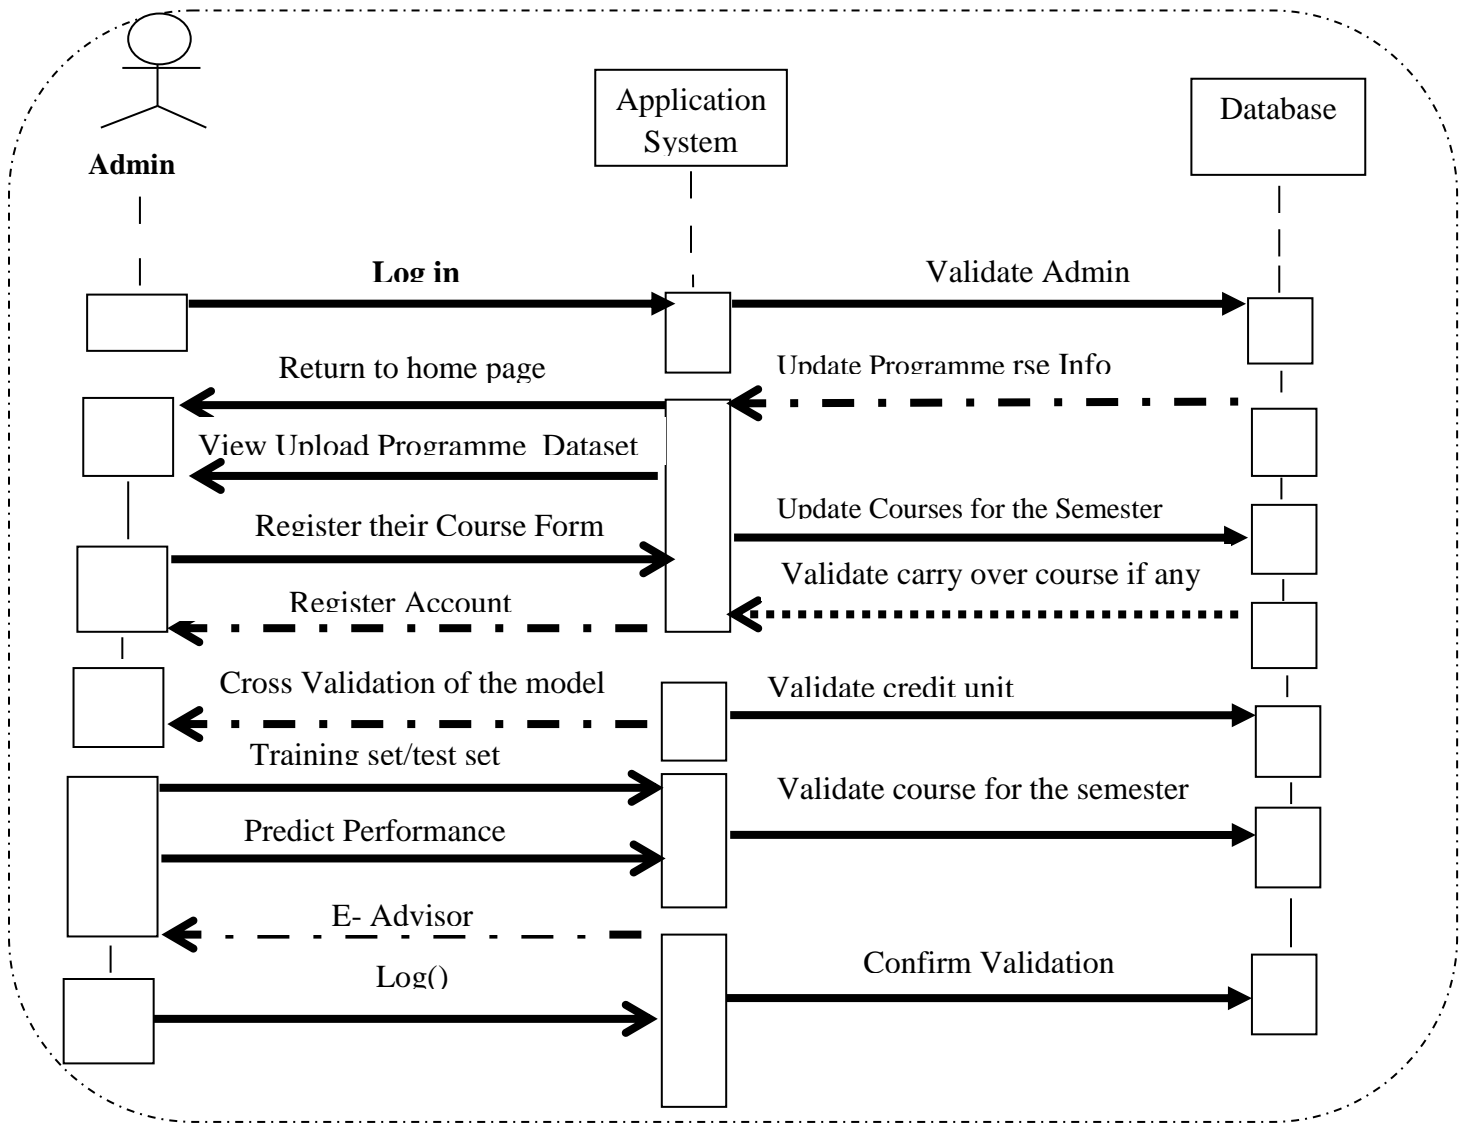 Application
System
Database
Admin
Log in
Validate Admin
Return to home page
Update Programme rse Info
View Upload Programme Dataset
Register their Course Form
Update Courses for the Semester
Validate carry over course if any
Register Account
Cross Validation of the model
Validate credit unit
Training set/test set
Validate course for the semester
Predict Performance
E- Advisor
Confirm Validation
Log()